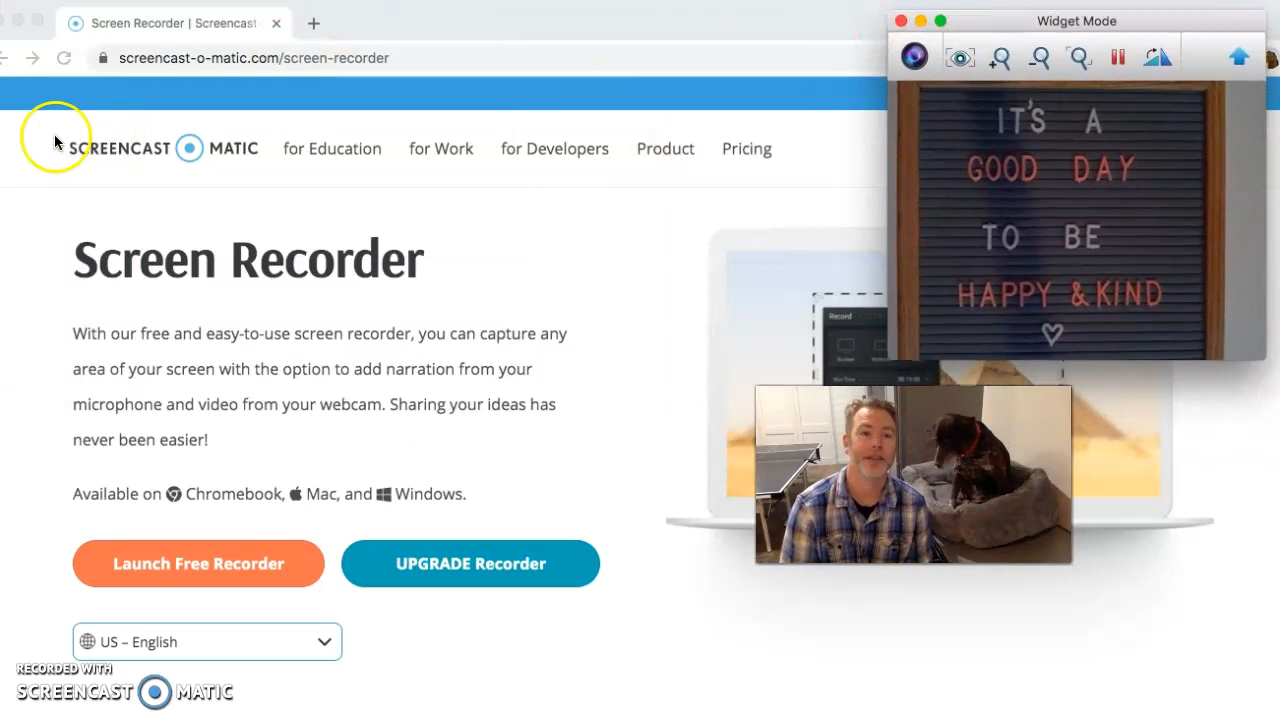 Screen Recorder | Screencast-
screencast-o-matic.com/screen-recorder
Widget Mode
SCREENCAST MATIC
for Education
for Work
for Developers
Product
Pricing
IT'S A
GOOD DAY
TO BE
HAPPY & KIND
Screen Recorder
With our free and easy-to-use screen recorder, you can capture any
area of your screen with the option to add narration from your
microphone and video from your webcam. Sharing your ideas has
never been easier!
Record
Available on Chromebook, Mac, and Windows.
Launch Free Recorder
UPGRADE Recorder
US – English
RECORDED WITH
SCREENCAST MATIC